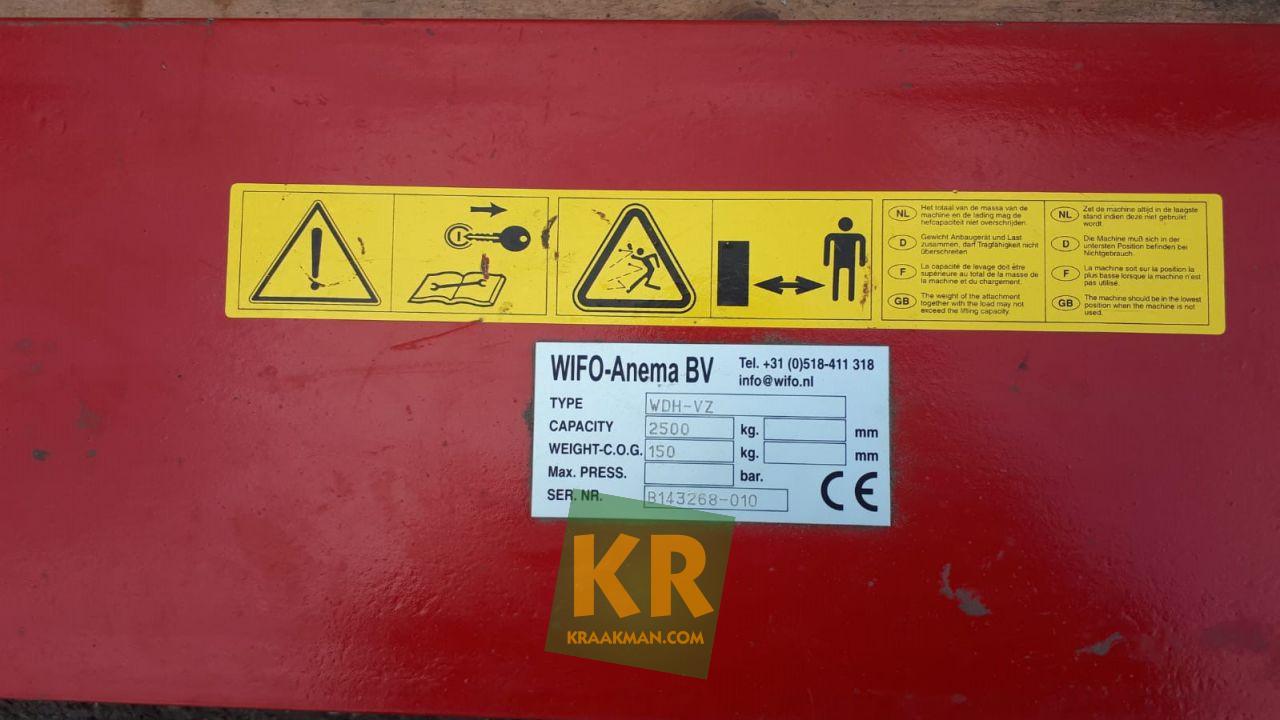 NL
Het totaal van de massa van de
machine en de lading mag de
hefcapaciteit niet overschrijden.
D
Gewicht Anbaugerät und Last
zusammen, darf Tragfähigkeit nicht
überschreiten
F
La capacité de levage doit être
supérieure au total de la masse de
la machine et du chargement.
GB
The weight of the attachment
together with the load may not
exceed the lifting capacity.
NL
Zet de machine altijd in de laagste
stand indien deze niet gebruikt
wordt
D
Die Machine muß sich in der
untersten Position befinden bei
Nichtgebrauch.
F
La machine soit sur la position la
plus basse lorsque la machine n'est
pas utilisé.
GB
The machine should be in the lowest
position when the machine is not
used.
WIFO-Anema BV
Tel. +31 (0)518-411 318
info@wifo.nl
TYPE WDH-VZ
CAPACITY 2500 kg. mm
WEIGHT-C.O.G. 150 kg. mm
Max. PRESS. bar.
SER. NR. B143268-010
CE
KR
KRAAKMAN.COM